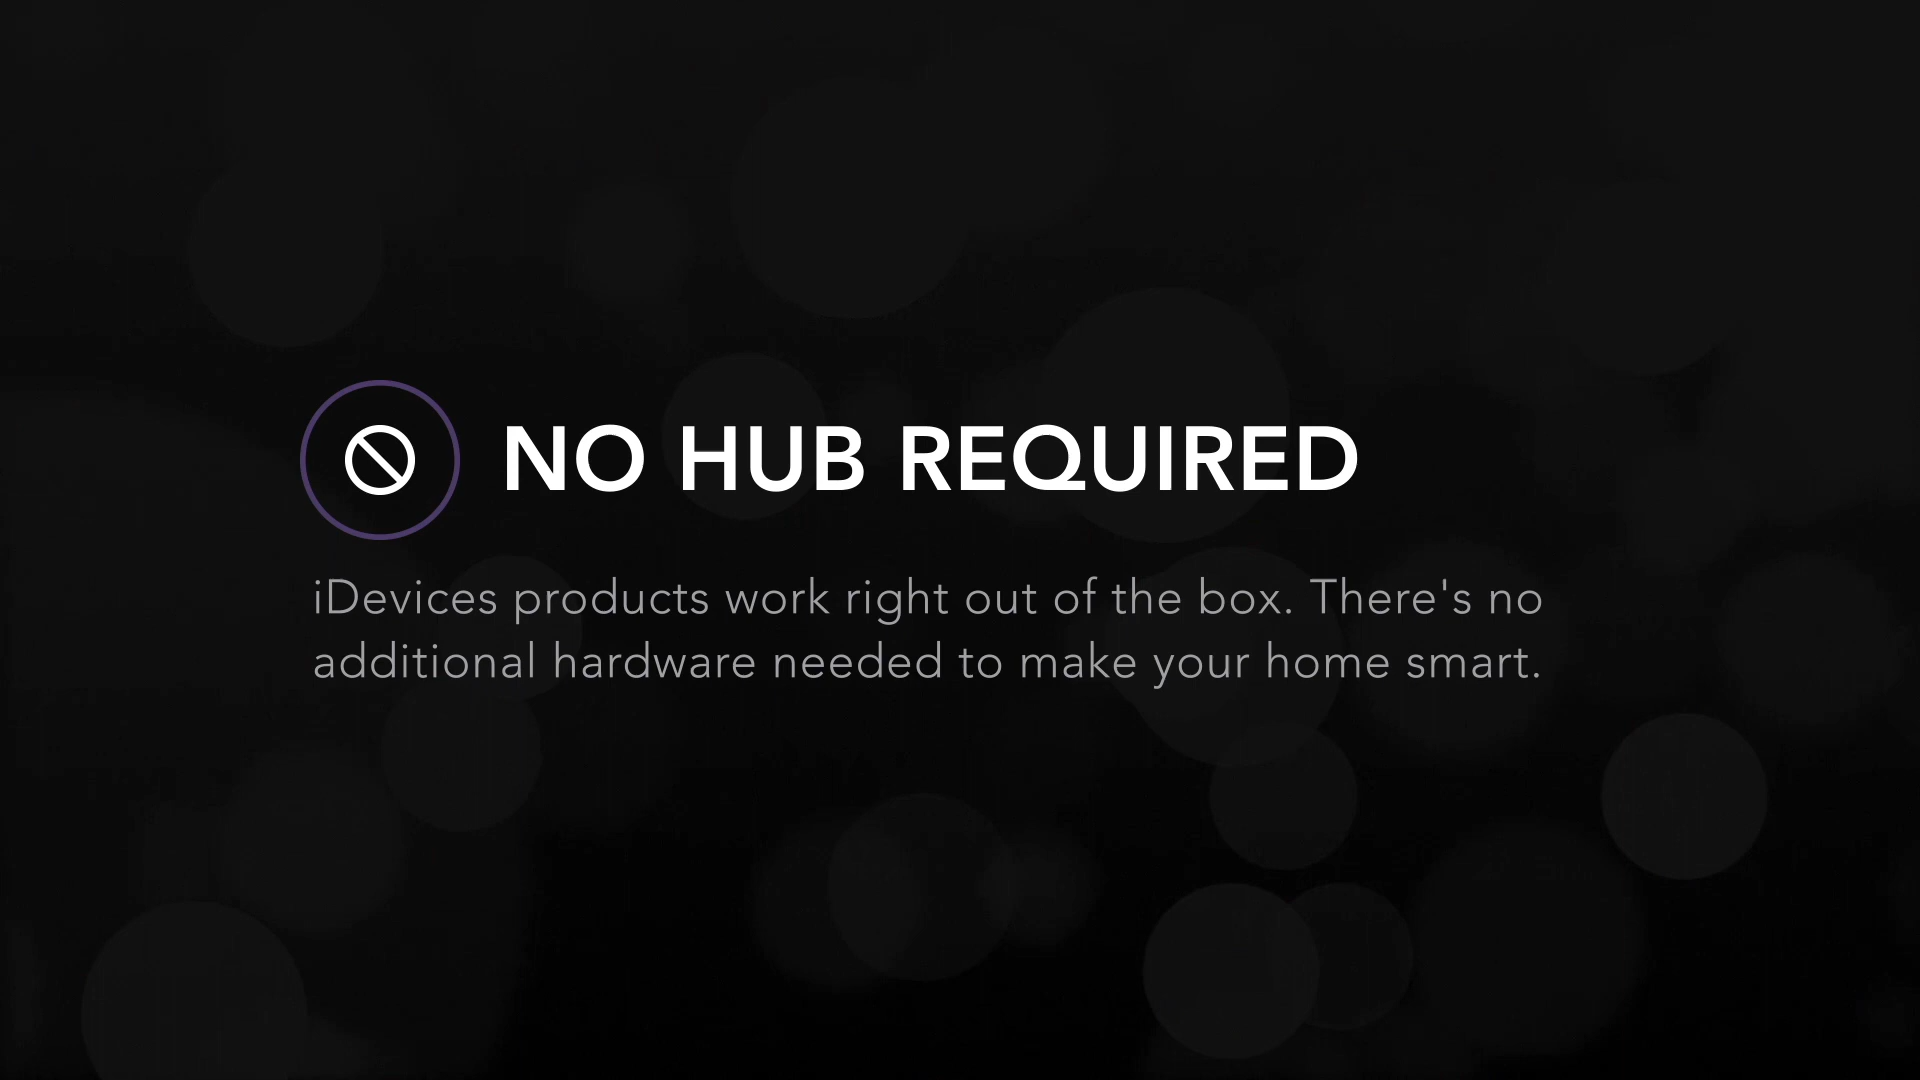 NO HUB REQUIRED
iDevices products work right out of the box. There's no
additional hardware needed to make your home smart.